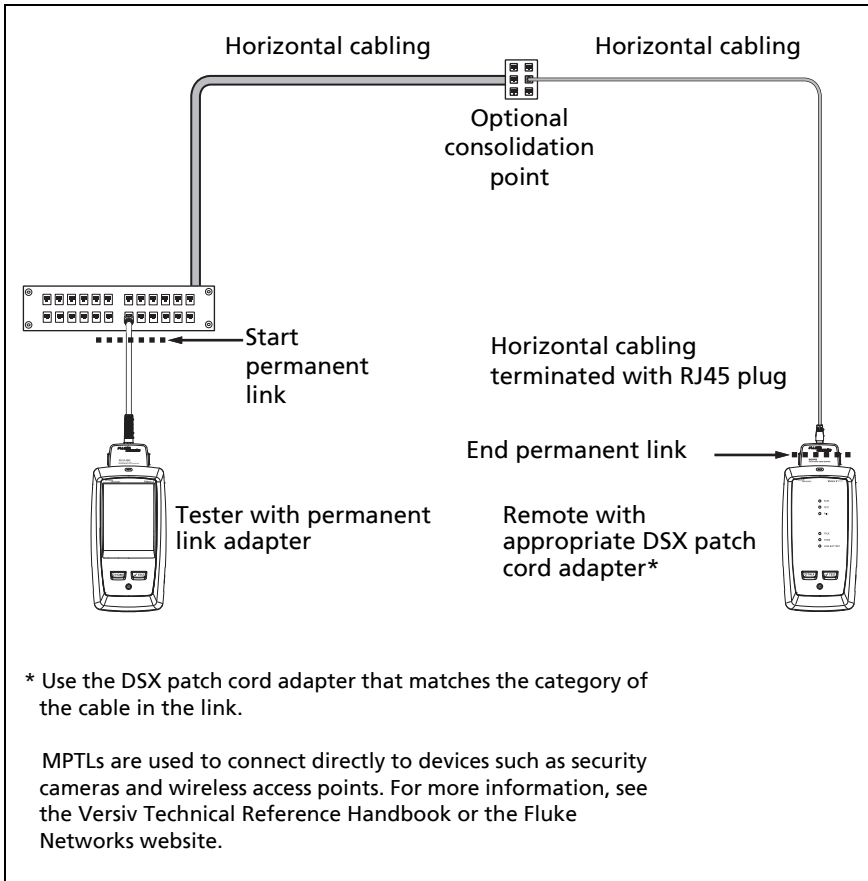 Horizontal cabling
Horizontal cabling
Optional
consolidation
point
Start
permanent
link
Horizontal cabling
terminated with RJ45 plug
End permanent link
Tester with permanent
link adapter
Remote with
appropriate DSX patch
cord adapter*
* Use the DSX patch cord adapter that matches the category of
the cable in the link.
MPTLs are used to connect directly to devices such as security
cameras and wireless access points. For more information, see
the Versiv Technical Reference Handbook or the Fluke
Networks website.